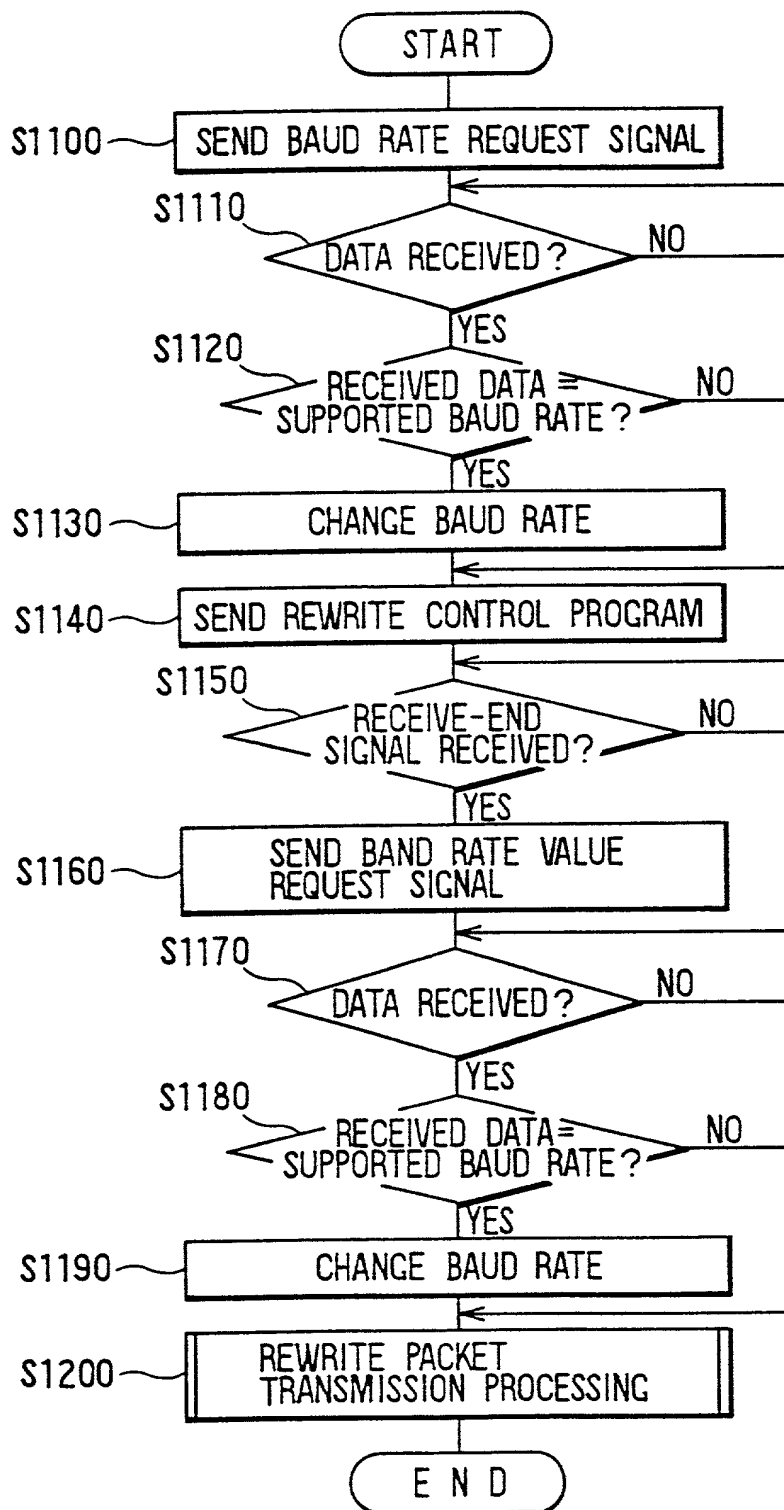 START
S1100
SEND BAUD RATE REQUEST SIGNAL
S1110
DATA RECEIVED?
NO
YES
S1120
RECEIVED DATA =
SUPPORTED BAUD RATE?
NO
YES
S1130
CHANGE BAUD RATE
S1140
SEND REWRITE CONTROL PROGRAM
S1150
RECEIVE-END
SIGNAL RECEIVED?
NO
YES
S1160
SEND BAND RATE VALUE
REQUEST SIGNAL
S1170
DATA RECEIVED?
NO
YES
S1180
RECEIVED DATA=
SUPPORTED BAUD RATE?
NO
YES
S1190
CHANGE BAUD RATE
S1200
REWRITE PACKET
TRANSMISSION PROCESSING
END